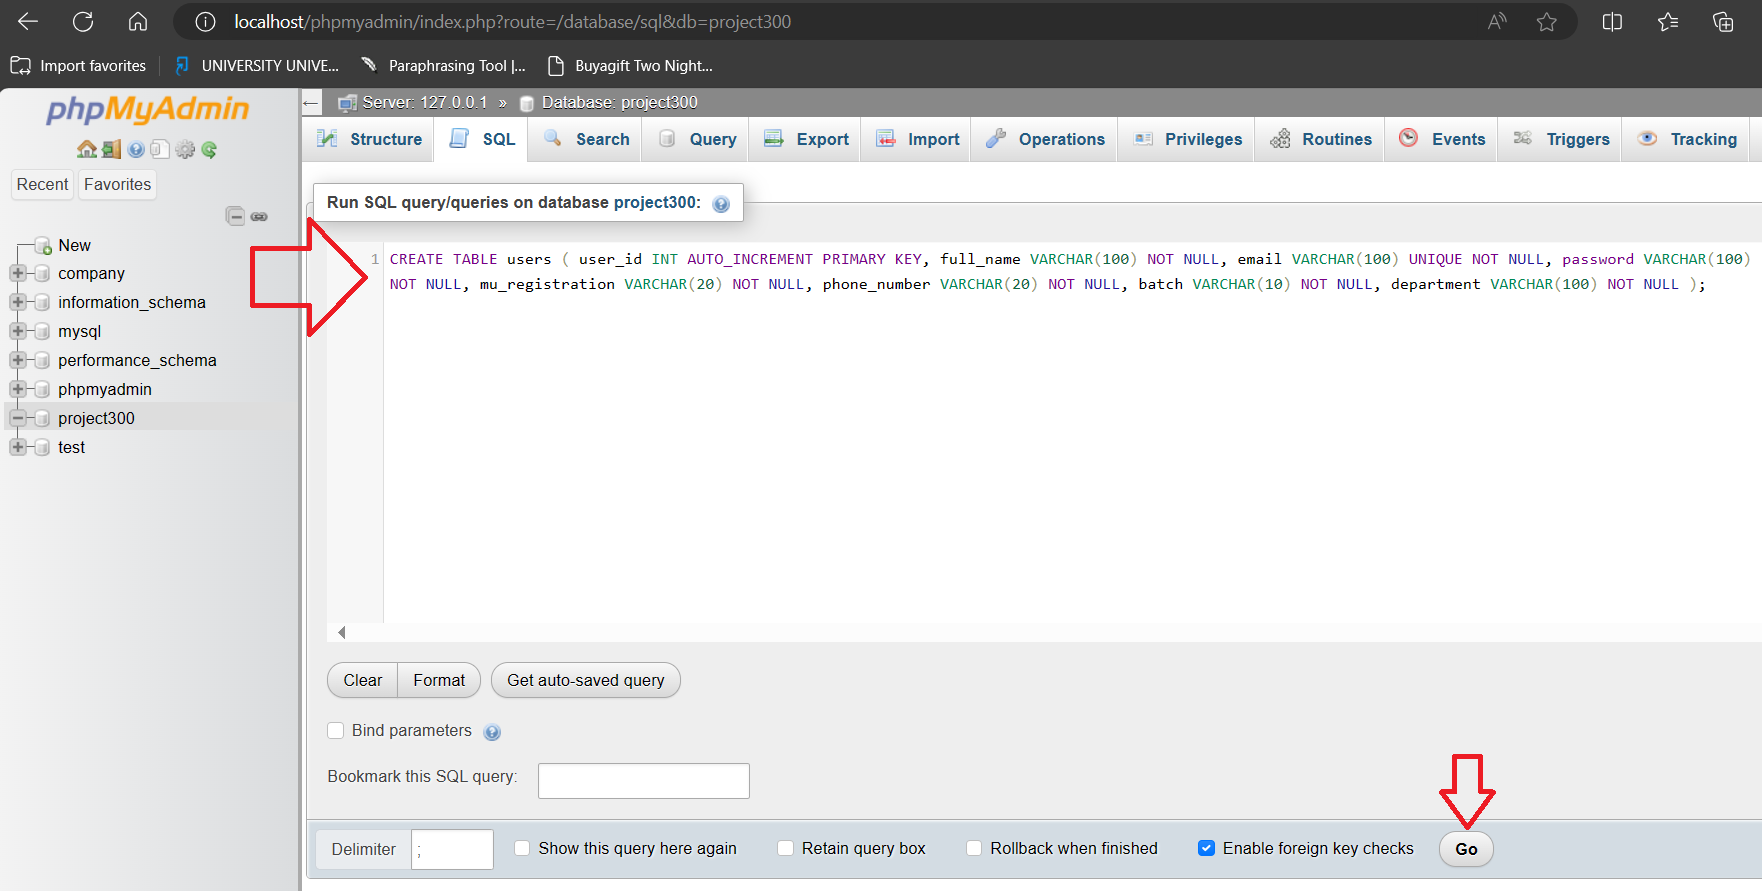 localhost/phpmyadmin/index.php?route=/database/sql&db=project300
Import favorites
UNIVERSITY UNIVE...
Paraphrasing Tool |...
Buyagift Two Night...
phpMyAdmin
Server: 127.0.0.1 » Database: project300
Structure
SQL
Search
Query
Export
Import
Operations
Privileges
Routines
Events
Triggers
Tracking
Recent
Favorites
New
company
information_schema
mysql
performance_schema
phpmyadmin
project300
test
Run SQL query/queries on database project300:
1 CREATE TABLE users ( user_id INT AUTO_INCREMENT PRIMARY KEY, full_name VARCHAR(100) NOT NULL, email VARCHAR(100) UNIQUE NOT NULL, password VARCHAR(100)
NOT NULL, mu_registration VARCHAR(20) NOT NULL, phone_number VARCHAR(20) NOT NULL, batch VARCHAR(10) NOT NULL, department VARCHAR(100) NOT NULL );
Clear
Format
Get auto-saved query
Bind parameters
Bookmark this SQL query:
Delimiter ;
Show this query here again
Retain query box
Rollback when finished
Enable foreign key checks
Go